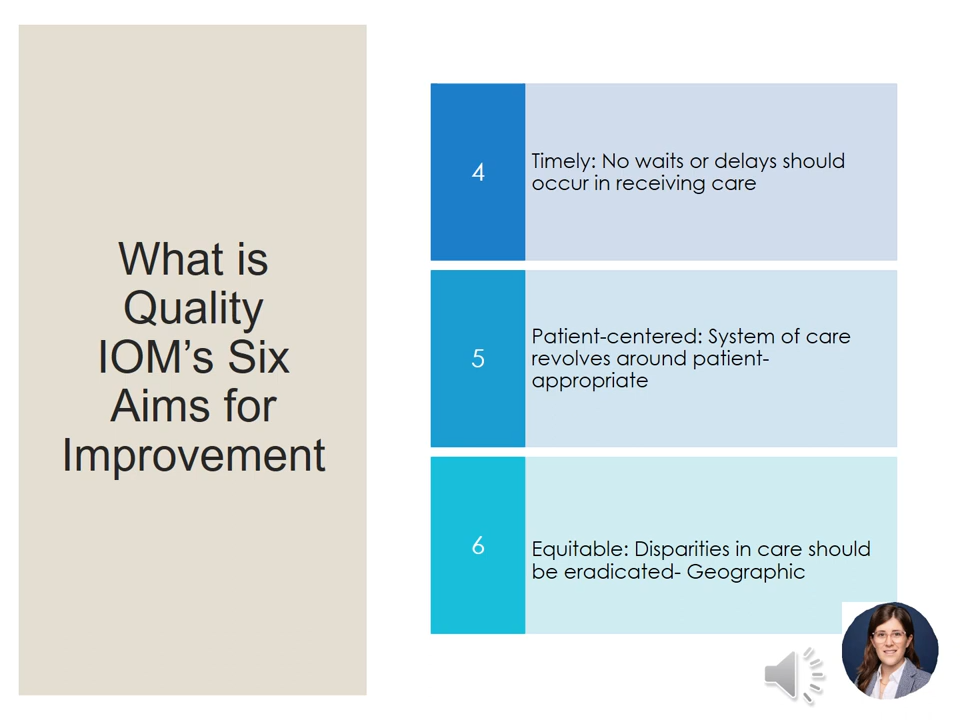 What is
Quality
IOM’s Six
Aims for
Improvement
4
Timely: No waits or delays should
occur in receiving care
5
Patient-centered: System of care
revolves around patient-
appropriate
6
Equitable: Disparities in care should
be eradicated- Geographic